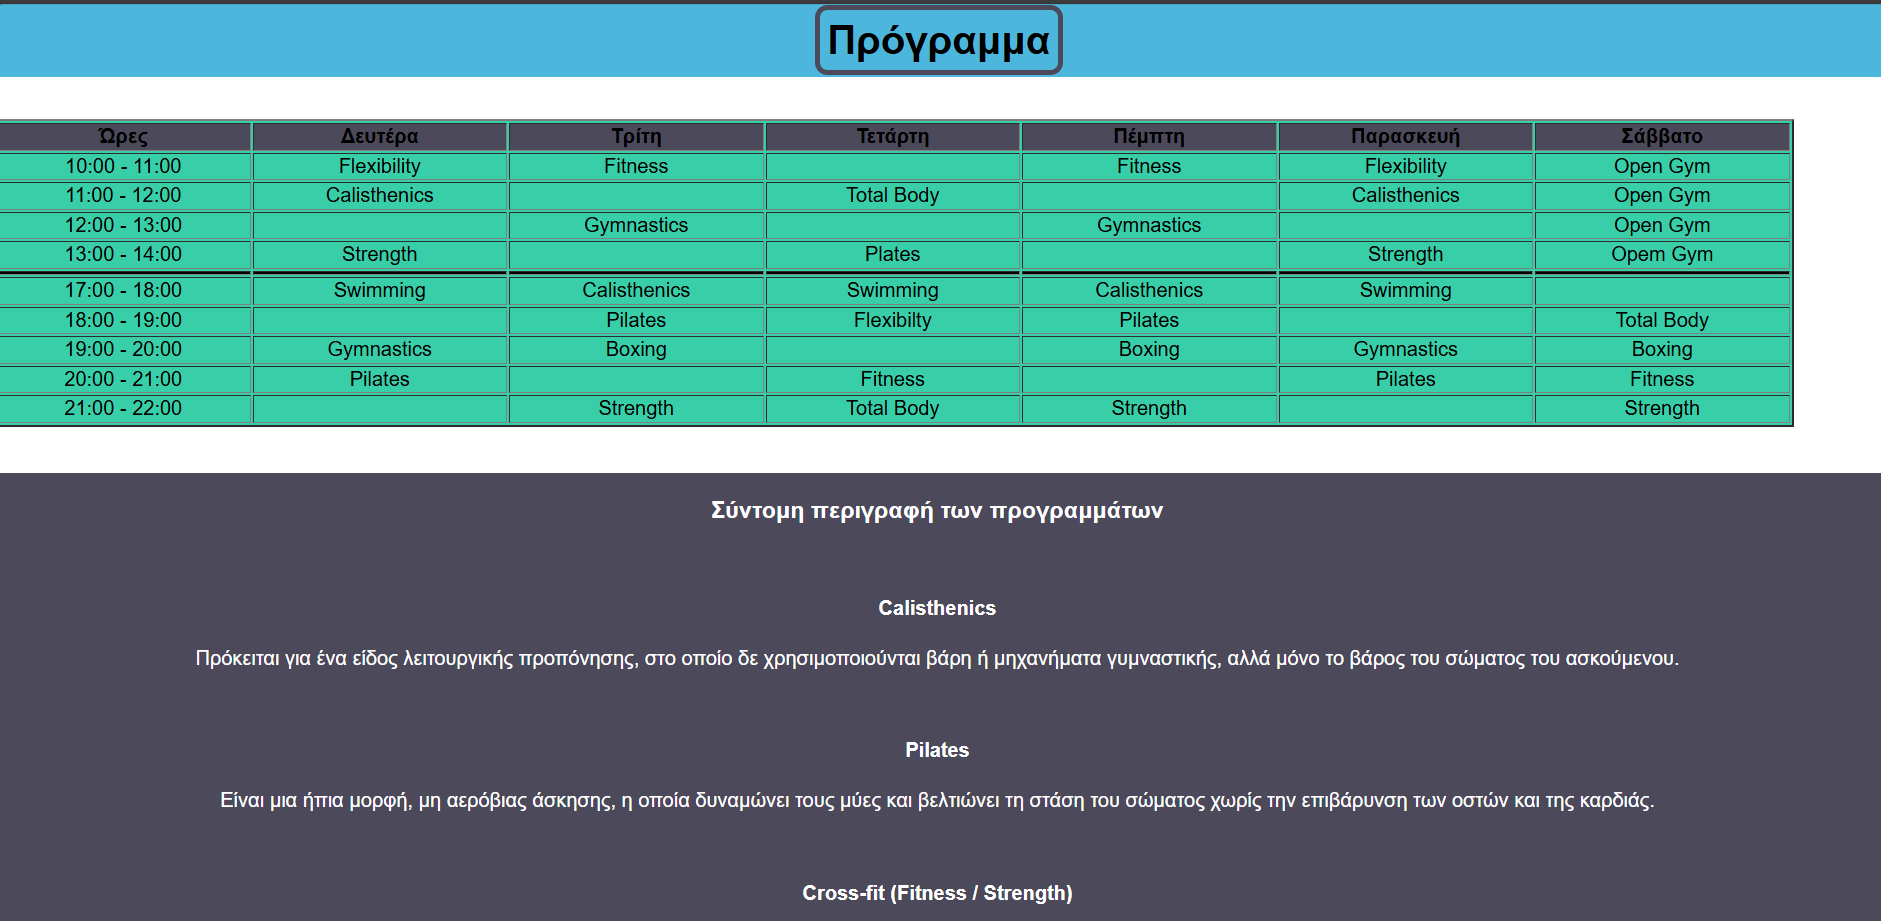 Πρόγραμμα
Ώρες Δευτέρα Τρίτη Τετάρτη Πέμπτη Παρασκευή Σάββατο
10:00 - 11:00 Flexibility Fitness Fitness Flexibility Open Gym
11:00 - 12:00 Calisthenics Total Body Calisthenics Open Gym
12:00 - 13:00 Gymnastics Gymnastics Open Gym
13:00 - 14:00 Strength Plates Strength Opem Gym
17:00 - 18:00 Swimming Calisthenics Swimming Calisthenics Swimming
18:00 - 19:00 Pilates Flexibilty Pilates Total Body
19:00 - 20:00 Gymnastics Boxing Boxing Gymnastics Boxing
20:00 - 21:00 Pilates Fitness Pilates Fitness
21:00 - 22:00 Strength Total Body Strength Strength
Σύντομη περιγραφή των προγραμμάτων
Calisthenics
Πρόκειται για ένα είδος λειτουργικής προπόνησης, στο οποίο δε χρησιμοποιούνται βάρη ή μηχανήματα γυμναστικής, αλλά μόνο το βάρος του σώματος του ασκούμενου.
Pilates
Είναι μια ήπια μορφή, μη αερόβιας άσκησης, η οποία δυναμώνει τους μύες και βελτιώνει τη στάση του σώματος χωρίς την επιβάρυνση των οστών και της καρδιάς.
Cross-fit (Fitness / Strength)